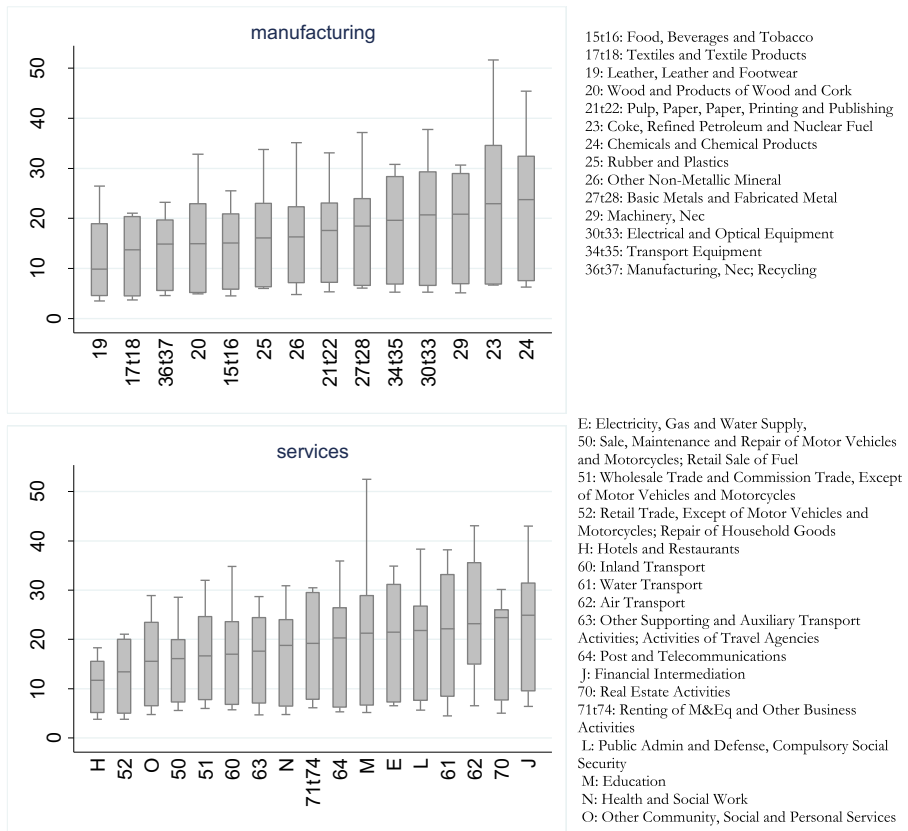 manufacturing
50
40
30
20
10
0
19
17t18
36t37
20
15t16
25
26
21t22
27t28
34t35
30t33
29
23
24
15t16: Food, Beverages and Tobacco
17t18: Textiles and Textile Products
19: Leather, Leather and Footwear
20: Wood and Products of Wood and Cork
21t22: Pulp, Paper, Paper, Printing and Publishing
23: Coke, Refined Petroleum and Nuclear Fuel
24: Chemicals and Chemical Products
25: Rubber and Plastics
26: Other Non-Metallic Mineral
27t28: Basic Metals and Fabricated Metal
29: Machinery, Nec
30t33: Electrical and Optical Equipment
34t35: Transport Equipment
36t37: Manufacturing, Nec; Recycling
services
50
40
30
20
10
0
H
52
O
50
51
60
63
N
71t74
64
M
E
L
61
62
70
J
E: Electricity, Gas and Water Supply,
50: Sale, Maintenance and Repair of Motor Vehicles
and Motorcycles; Retail Sale of Fuel
51: Wholesale Trade and Commission Trade, Except
of Motor Vehicles and Motorcycles
52: Retail Trade, Except of Motor Vehicles and
Motorcycles; Repair of Household Goods
H: Hotels and Restaurants
60: Inland Transport
61: Water Transport
62: Air Transport
63: Other Supporting and Auxiliary Transport
Activities; Activities of Travel Agencies
64: Post and Telecommunications
J: Financial Intermediation
70: Real Estate Activities
71t74: Renting of M&Eq and Other Business
Activities
L: Public Admin and Defense, Compulsory Social
Security
M: Education
N: Health and Social Work
O: Other Community, Social and Personal Services